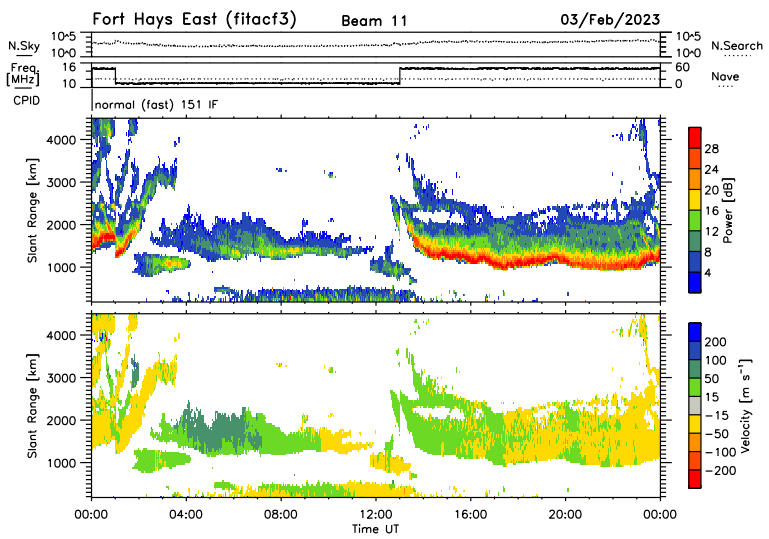 Fort Hays East (fitacf3) Beam 11 03/Feb/2023
N.Sky 10^5 10^0 10^5 10^0 N.Search
Freq. [MHz] 16 10 60 0 Nave
CPID normal (fast) 151 IF
Slant Range [km] 4000 3000 2000 1000
28 24 20 16 12 8 4 Power [dB]
Slant Range [km] 4000 3000 2000 1000
200 100 50 15 −15 −50 −100 −200 Velocity [m s⁻¹]
00:00 04:00 08:00 12:00 16:00 20:00 00:00
Time UT